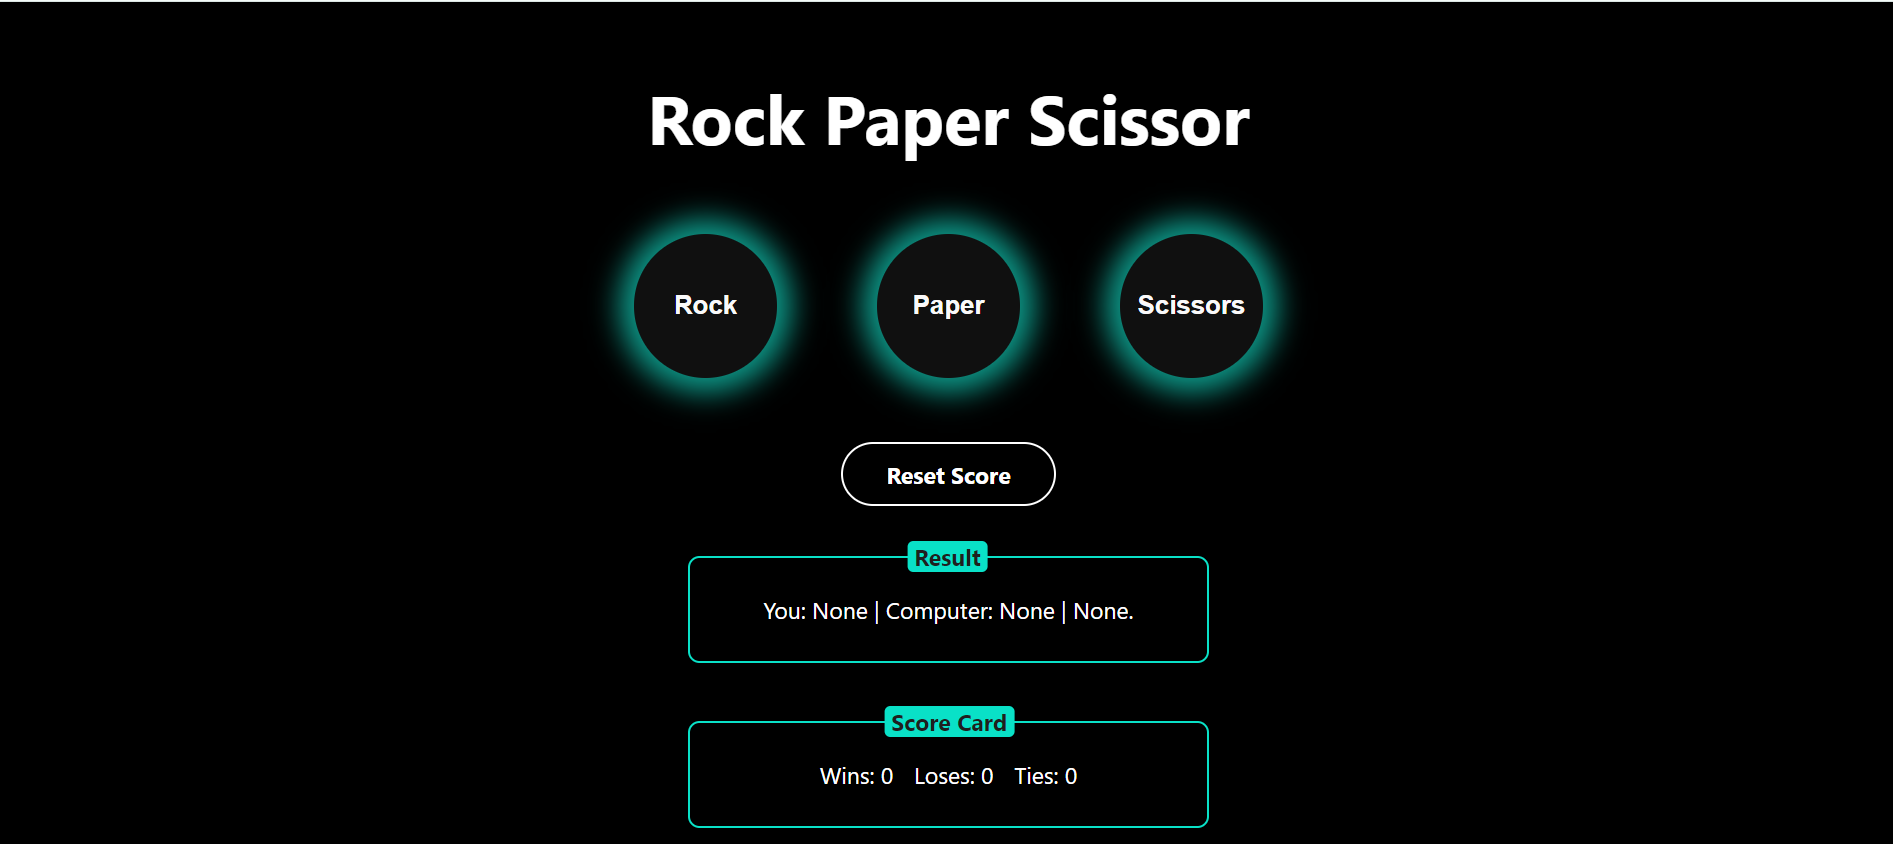 Rock Paper Scissor
Rock Paper Scissors
Reset Score
Result
You: None | Computer: None | None.
Score Card
Wins: 0 Loses: 0 Ties: 0